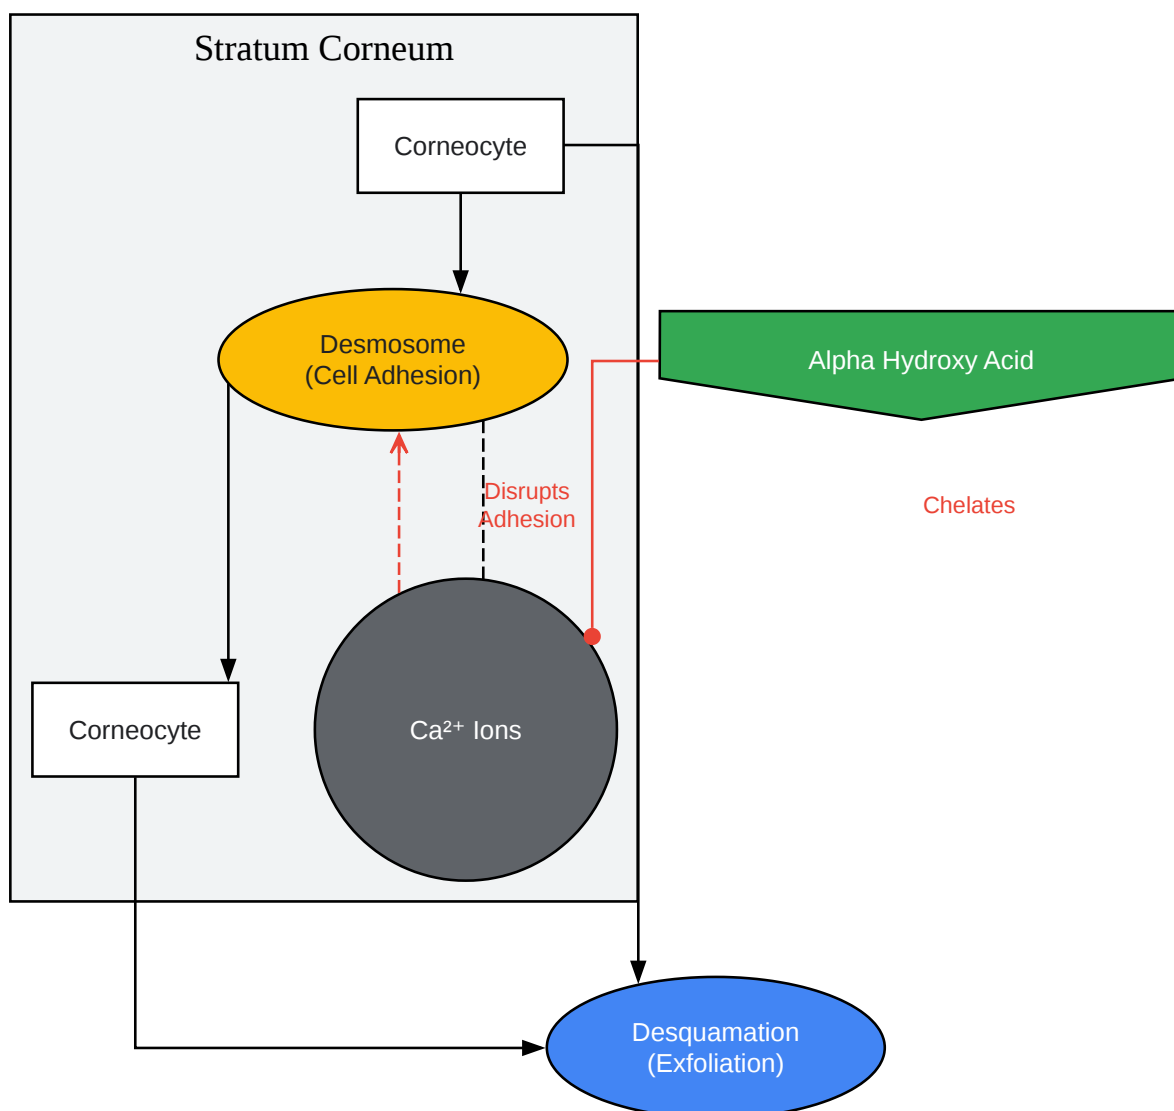 Stratum Corneum
Corneocyte
Desmosome
(Cell Adhesion)
Alpha Hydroxy Acid
Disrupts
Adhesion
Chelates
Corneocyte
Ca²⁺ Ions
Desquamation
(Exfoliation)